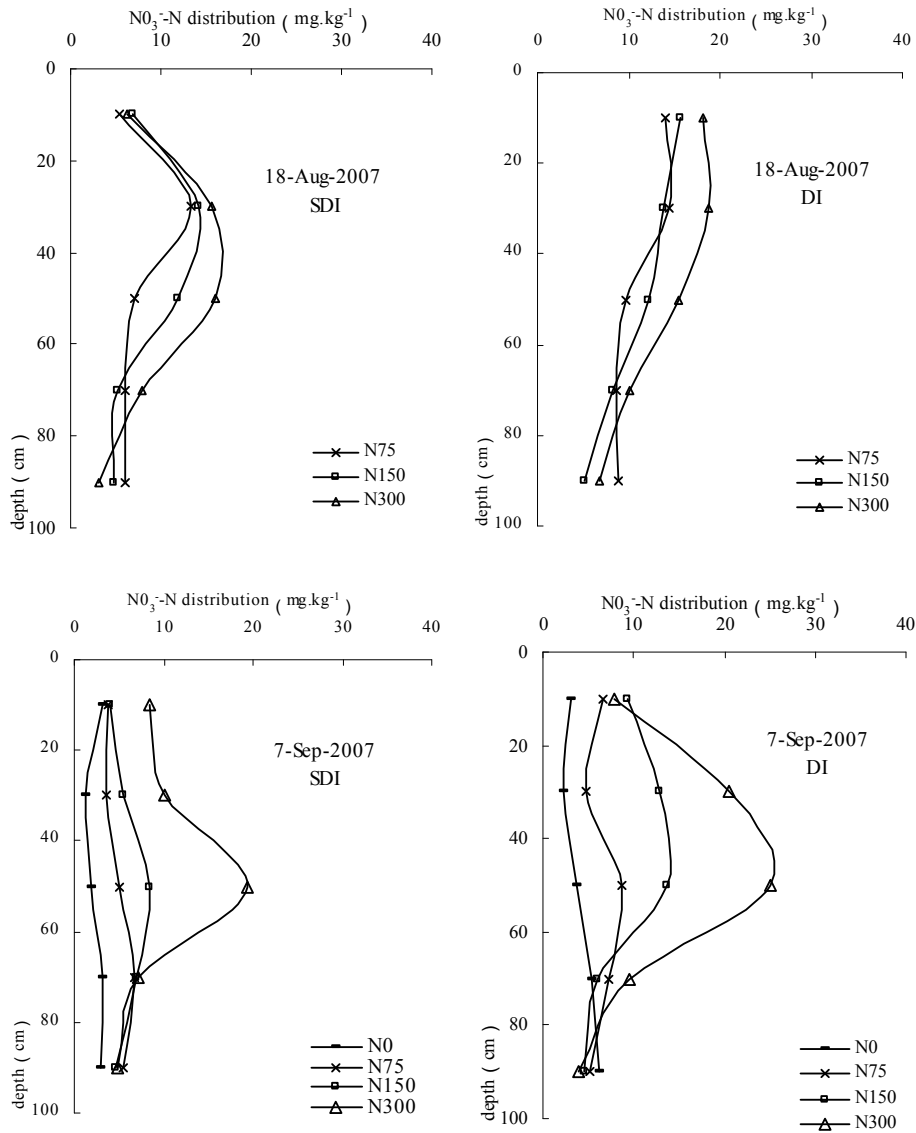 N0₃⁻-N distribution ( mg.kg⁻¹ )
0 10 20 30 40
0
20
40
60
80
100
depth ( cm )
18-Aug-2007
SDI
N75
N150
N300
N0₃⁻-N distribution ( mg.kg⁻¹ )
0 10 20 30 40
0
20
40
60
80
100
depth ( cm )
18-Aug-2007
DI
N75
N150
N300
N0₃⁻-N distribution ( mg.kg⁻¹ )
0 10 20 30 40
0
20
40
60
80
100
depth ( cm )
7-Sep-2007
SDI
N0
N75
N150
N300
N0₃⁻-N distribution ( mg.kg⁻¹ )
0 10 20 30 40
0
20
40
60
80
100
depth ( cm )
7-Sep-2007
DI
N0
N75
N150
N300